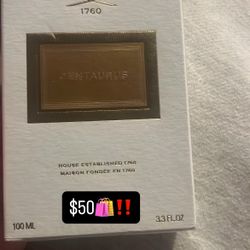 1760
CENTAURUS
HOUSE ESTABLISHED 1760
MAISON FONDÉE EN 1760
$50🛍️‼️
100 ML
3.3 FL.OZ